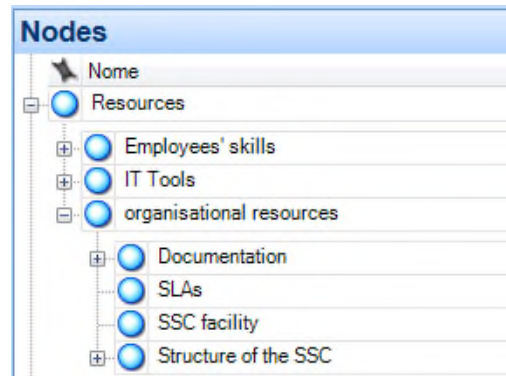 Nodes
Nome
Resources
Employees' skills
IT Tools
organisational resources
Documentation
SLAs
SSC facility
Structure of the SSC